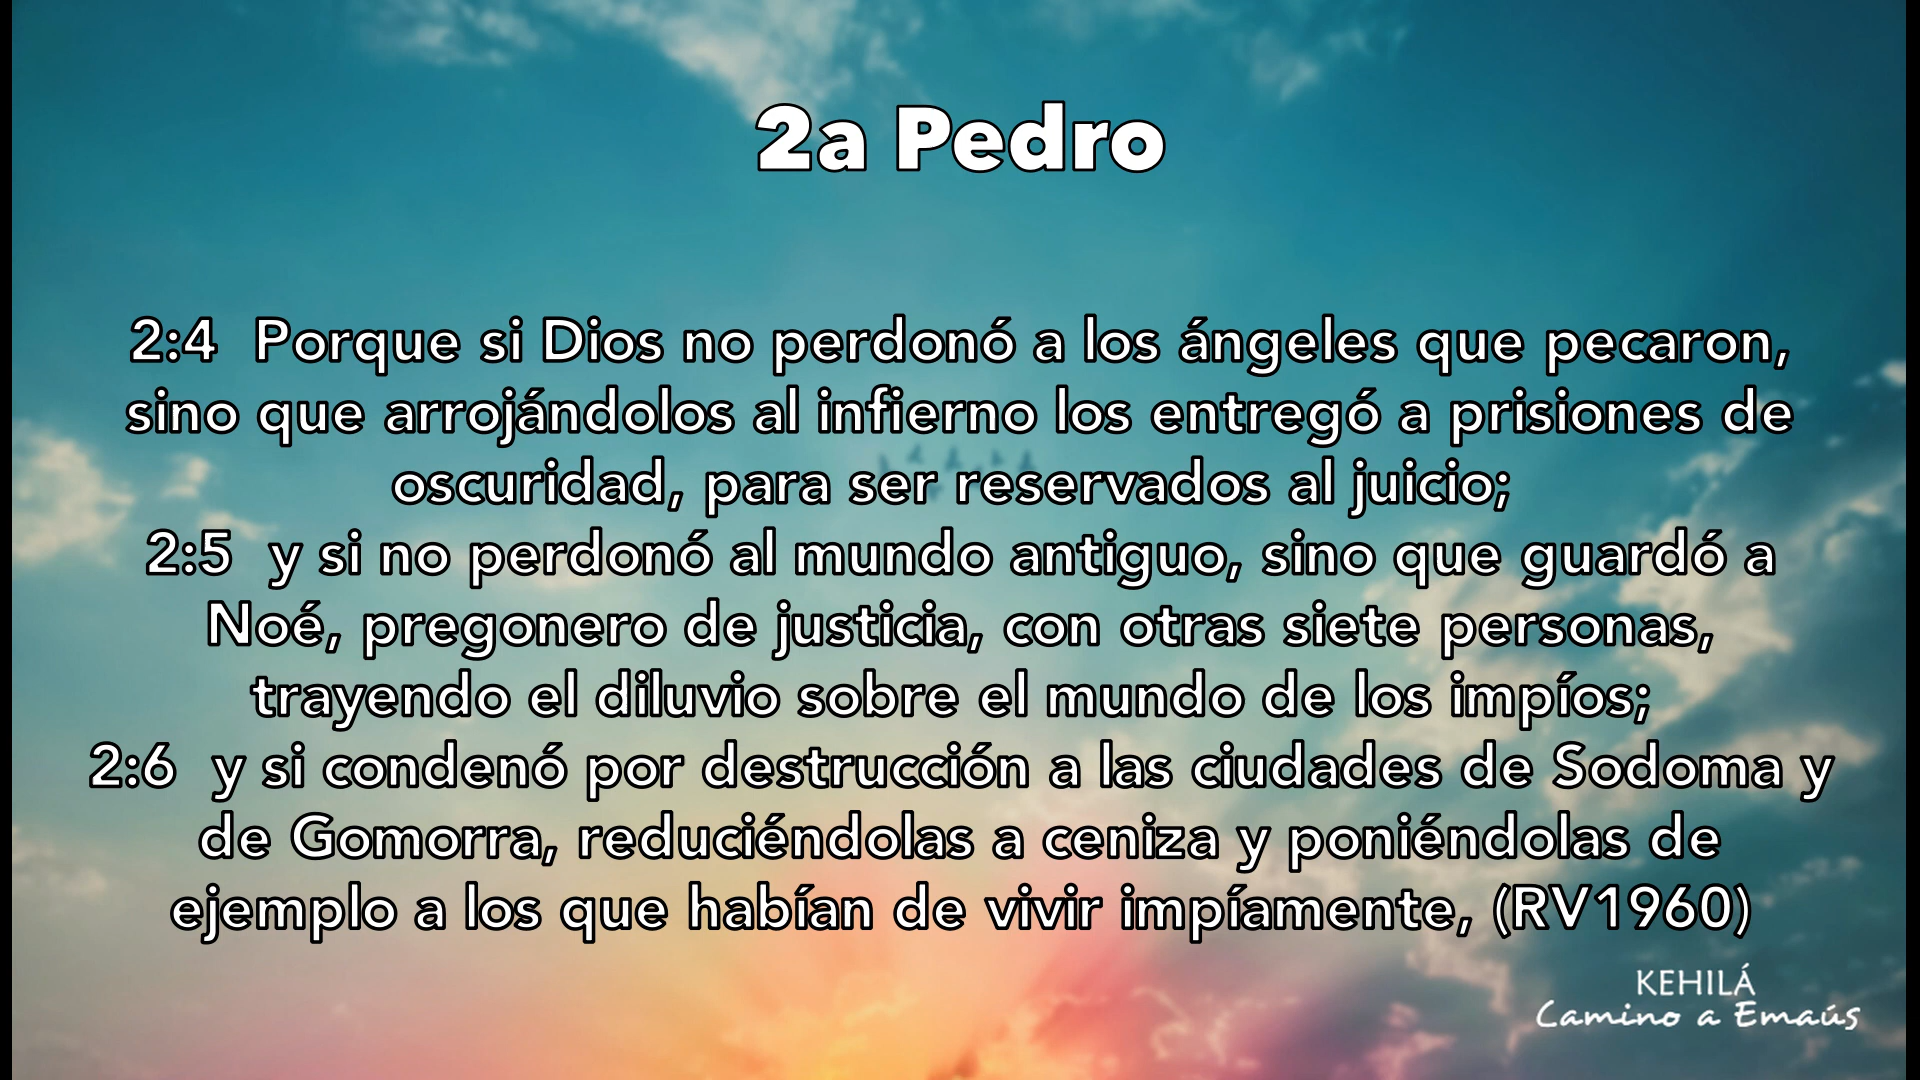 2a Pedro
2:4  Porque si Dios no perdonó a los ángeles que pecaron,
sino que arrojándolos al infierno los entregó a prisiones de
oscuridad, para ser reservados al juicio;
2:5  y si no perdonó al mundo antiguo, sino que guardó a
Noé, pregonero de justicia, con otras siete personas,
trayendo el diluvio sobre el mundo de los impíos;
2:6  y si condenó por destrucción a las ciudades de Sodoma y
de Gomorra, reduciéndolas a ceniza y poniéndolas de
ejemplo a los que habían de vivir impíamente, (RV1960)
KEHILÁ
Camino a Emaús